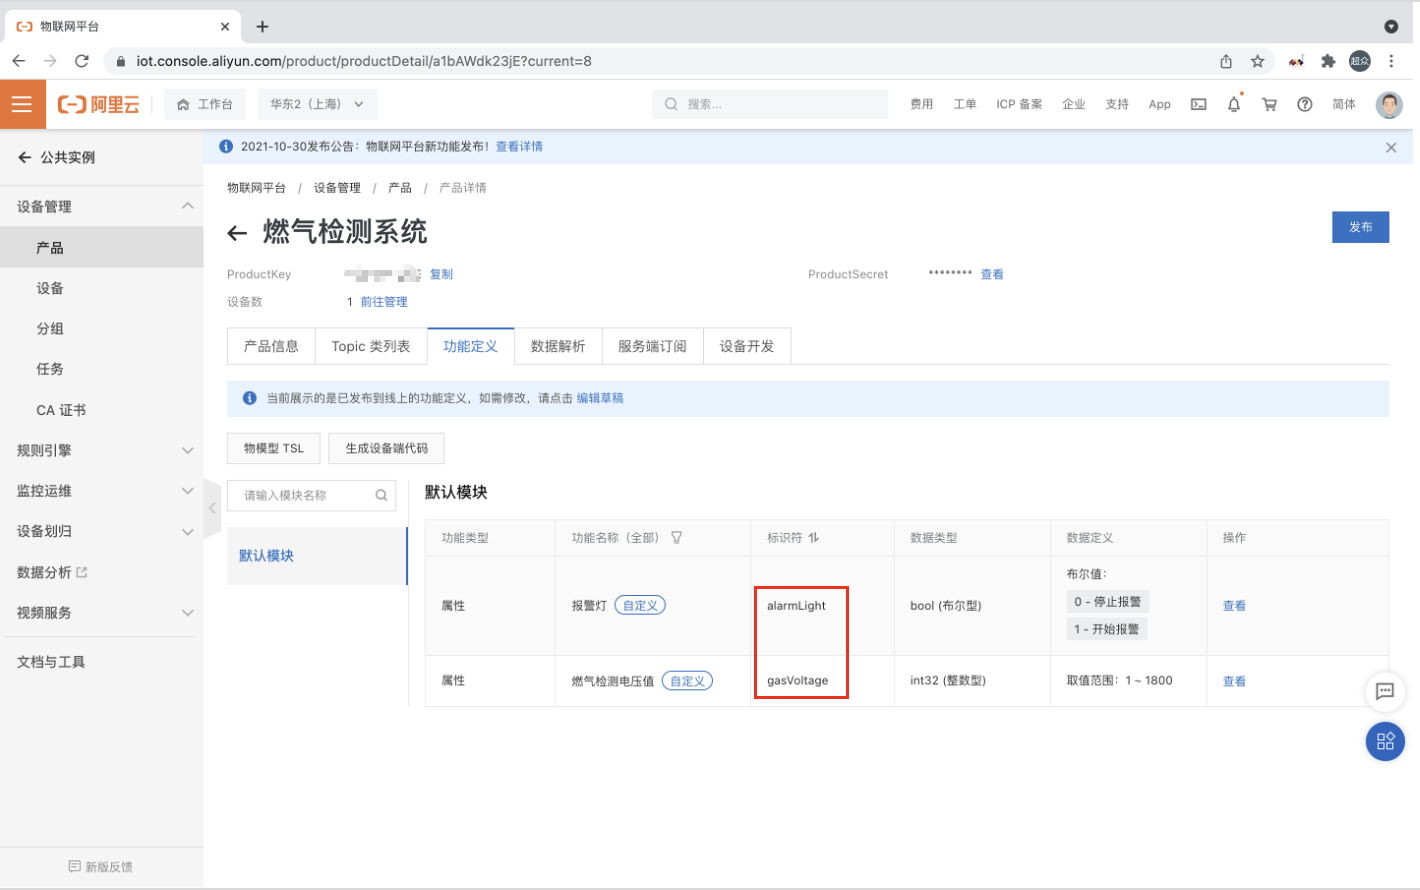 物联网平台
iot.console.aliyun.com/product/productDetail/a1bAWdk23jE?current=8
超众
阿里云
工作台
华东2（上海）
搜索...
费用
工单
ICP 备案
企业
支持
App
简体
公共实例
2021-10-30发布公告：物联网平台新功能发布！ 查看详情
设备管理
产品
设备
分组
任务
CA 证书
规则引擎
监控运维
设备划归
数据分析
视频服务
文档与工具
新版反馈
物联网平台 / 设备管理 / 产品 / 产品详情
燃气检测系统
发布
ProductKey
复制
ProductSecret ******** 查看
设备数 1 前往管理
产品信息
Topic 类列表
功能定义
数据解析
服务端订阅
设备开发
当前展示的是已发布到线上的功能定义，如需修改，请点击 编辑草稿
物模型 TSL
生成设备端代码
请输入模块名称
默认模块
默认模块
功能类型 功能名称（全部） 标识符 数据类型 数据定义 操作
属性 报警灯 自定义 alarmLight bool (布尔型)
布尔值：
0 - 停止报警
1 - 开始报警
查看
属性 燃气检测电压值 自定义 gasVoltage int32 (整数型) 取值范围：1 ~ 1800 查看